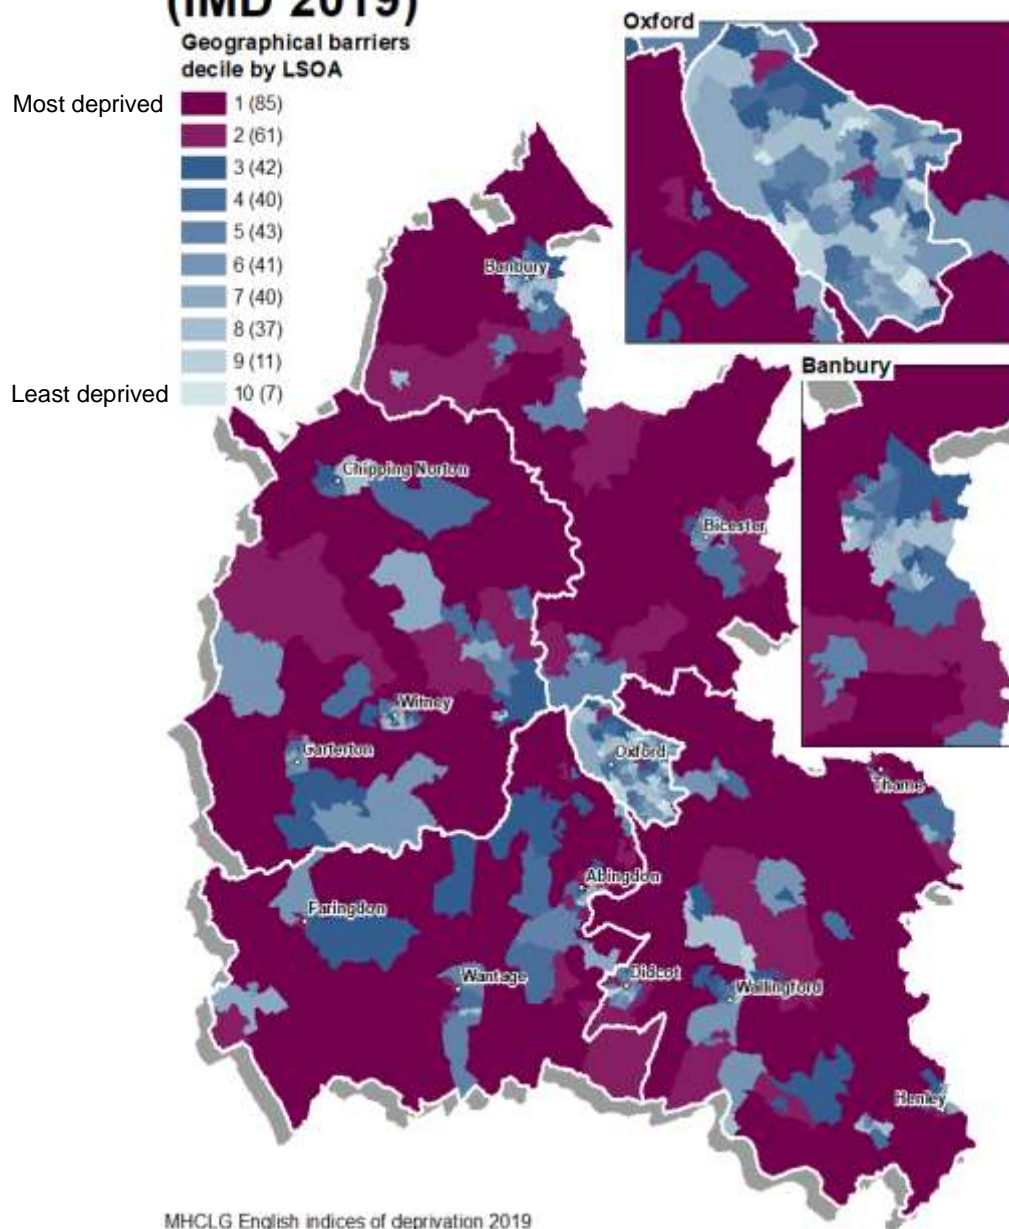 (IMD 2019)
Geographical barriers
decile by LSOA
Most deprived
1 (85)
2 (61)
3 (42)
4 (40)
5 (43)
6 (41)
7 (40)
8 (37)
9 (11)
Least deprived
10 (7)
Oxford
Banbury
Banbury
Chipping Norton
Bicester
Witney
Carterton
Oxford
Thame
Abingdon
Faringdon
Wantage
Didcot
Wallingford
Henley
MHCLG English indices of deprivation 2019